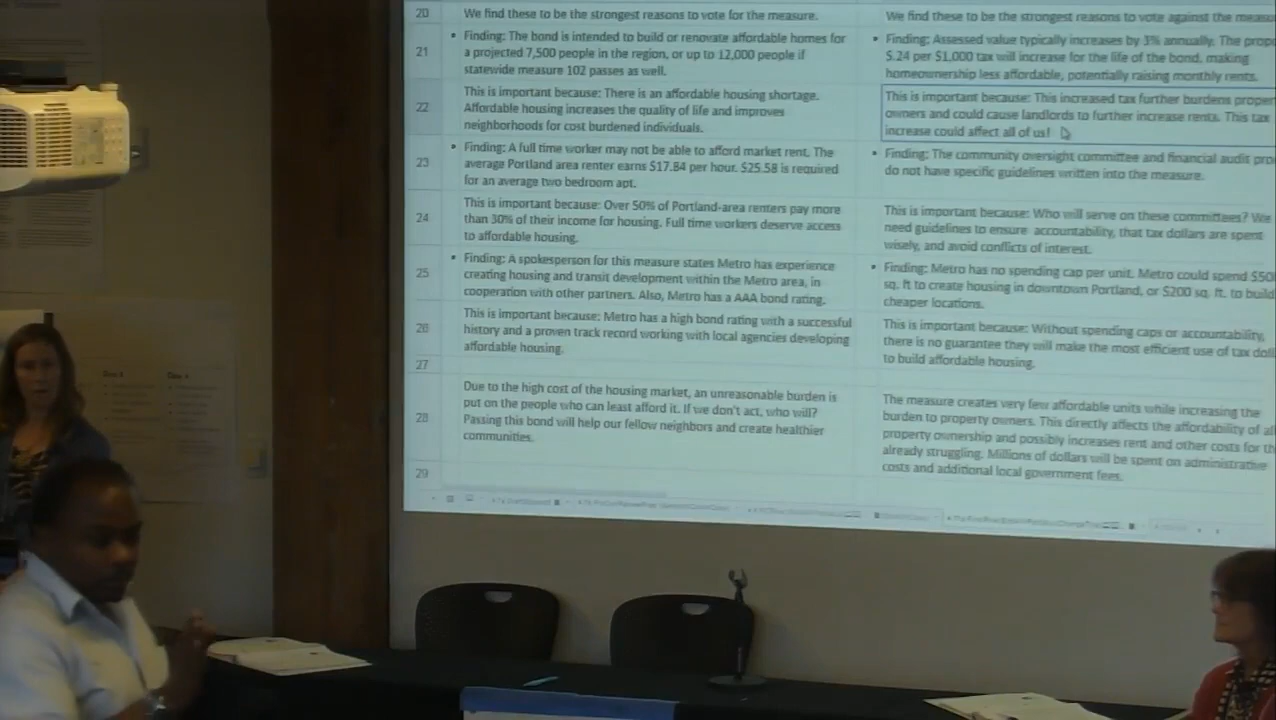 20
We find these to be the strongest reasons to vote for the measure.
21
• Finding: The bond is intended to build or renovate affordable homes for
a projected 7,500 people in the region, or up to 12,000 people if
statewide measure 102 passes as well.
22
This is important because: There is an affordable housing shortage.
Affordable housing increases the quality of life and improves
neighborhoods for cost burdened individuals.
23
• Finding: A full time worker may not be able to afford market rent. The
average Portland area renter earns $17.84 per hour. $25.58 is required
for an average two bedroom apt.
24
This is important because: Over 50% of Portland-area renters pay more
than 30% of their income for housing. Full time workers deserve access
to affordable housing.
25
• Finding: A spokesperson for this measure states Metro has experience
creating housing and transit development within the Metro area, in
cooperation with other partners. Also, Metro has a AAA bond rating.
26
This is important because: Metro has a high bond rating with a successful
history and a proven track record working with local agencies developing
affordable housing.
27
28
Due to the high cost of the housing market, an unreasonable burden is
put on the people who can least afford it. If we don't act, who will?
Passing this bond will help our fellow neighbors and create healthier
communities.
29
We find these to be the strongest reasons to vote against the measu
• Finding: Assessed value typically increases by 3% annually. The prop
$.24 per $1,000 tax will increase for the life of the bond, making
homeownership less affordable, potentially raising monthly rents.
This is important because: This increased tax further burdens proper
owners and could cause landlords to further increase rents. This tax
increase could affect all of us!
• Finding: The community oversight committee and financial audit pro
do not have specific guidelines written into the measure.
This is important because: Who will serve on these committees? We
need guidelines to ensure accountability, that tax dollars are spent
wisely, and avoid conflicts of interest.
• Finding: Metro has no spending cap per unit. Metro could spend $50
sq. ft to create housing in downtown Portland, or $200 sq. ft. to build
cheaper locations.
This is important because: Without spending caps or accountability,
there is no guarantee they will make the most efficient use of tax dol
to build affordable housing.
The measure creates very few affordable units while increasing the
burden to property owners. This directly affects the affordability of al
property ownership and possibly increases rent and other costs for th
already struggling. Millions of dollars will be spent on administrative
costs and additional local government fees.